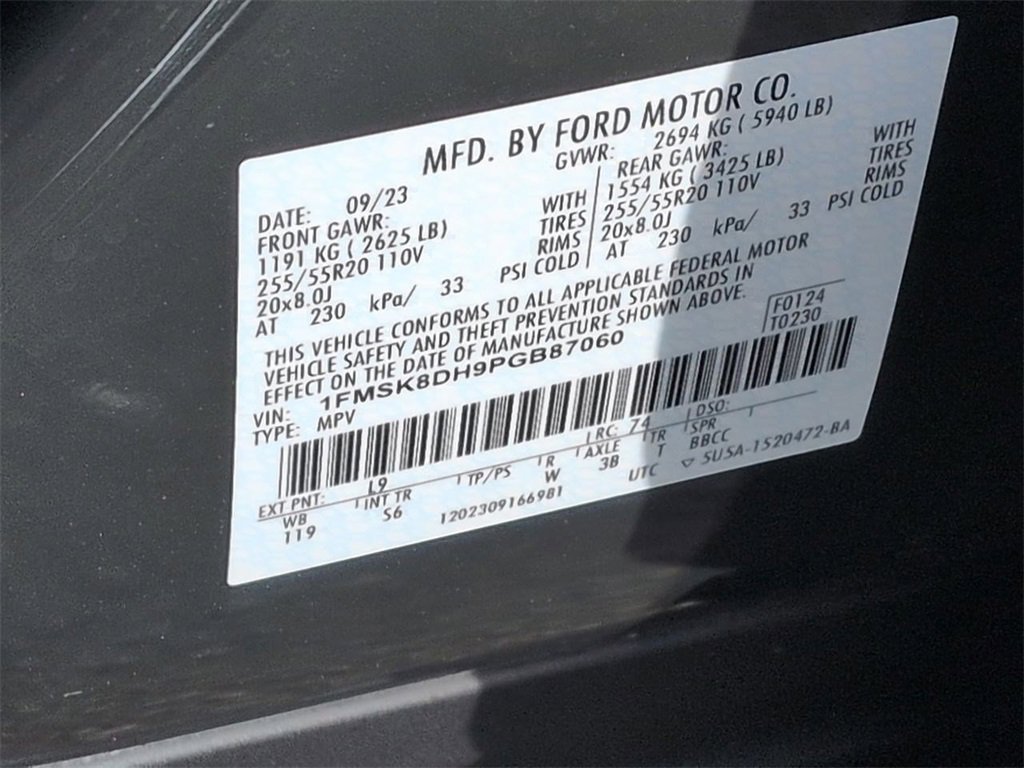 MFD. BY FORD MOTOR CO.
DATE: 09/23 GVWR: 2694 KG ( 5940 LB)
FRONT GAWR: WITH REAR GAWR: WITH
1191 KG ( 2625 LB) TIRES 1554 KG ( 3425 LB) TIRES
255/55R20 110V RIMS 255/55R20 110V RIMS
20x8.0J PSI COLD 20x8.0J PSI COLD
AT 230 kPa/ 33 AT 230 kPa/ 33
THIS VEHICLE CONFORMS TO ALL APPLICABLE FEDERAL MOTOR
VEHICLE SAFETY AND THEFT PREVENTION STANDARDS IN
EFFECT ON THE DATE OF MANUFACTURE SHOWN ABOVE.
F0124
T0230
VIN: 1FMSK8DH9PGB87060
TYPE: MPV
EXT PNT: L9 RC: 74 DSO:
WB INT TR TP/PS R AXLE TR SPR
119 S6 W 3B T BBCC
1202309166981 UTC ▽ 5U5A-1520472-BA